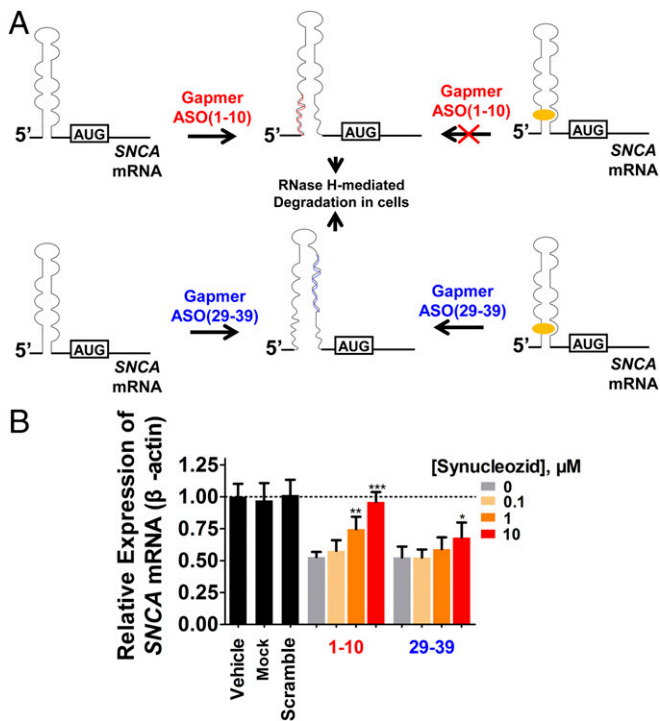 A
Gapmer
ASO(1-10)
Gapmer
ASO(1-10)
5’
AUG
SNCA
mRNA
5’
AUG
5’
AUG
SNCA
mRNA
RNase H-mediated
Degradation in cells
Gapmer
ASO(29-39)
Gapmer
ASO(29-39)
5’
AUG
SNCA
mRNA
5’
AUG
5’
AUG
SNCA
mRNA
B
Relative Expression of
SNCA mRNA (β -actin)
1.25
1.00
0.75
0.50
0.25
0.00
** *** *
[Synucleozid], μM
0
0.1
1
10
Vehicle
Mock
Scramble
1-10
29-39